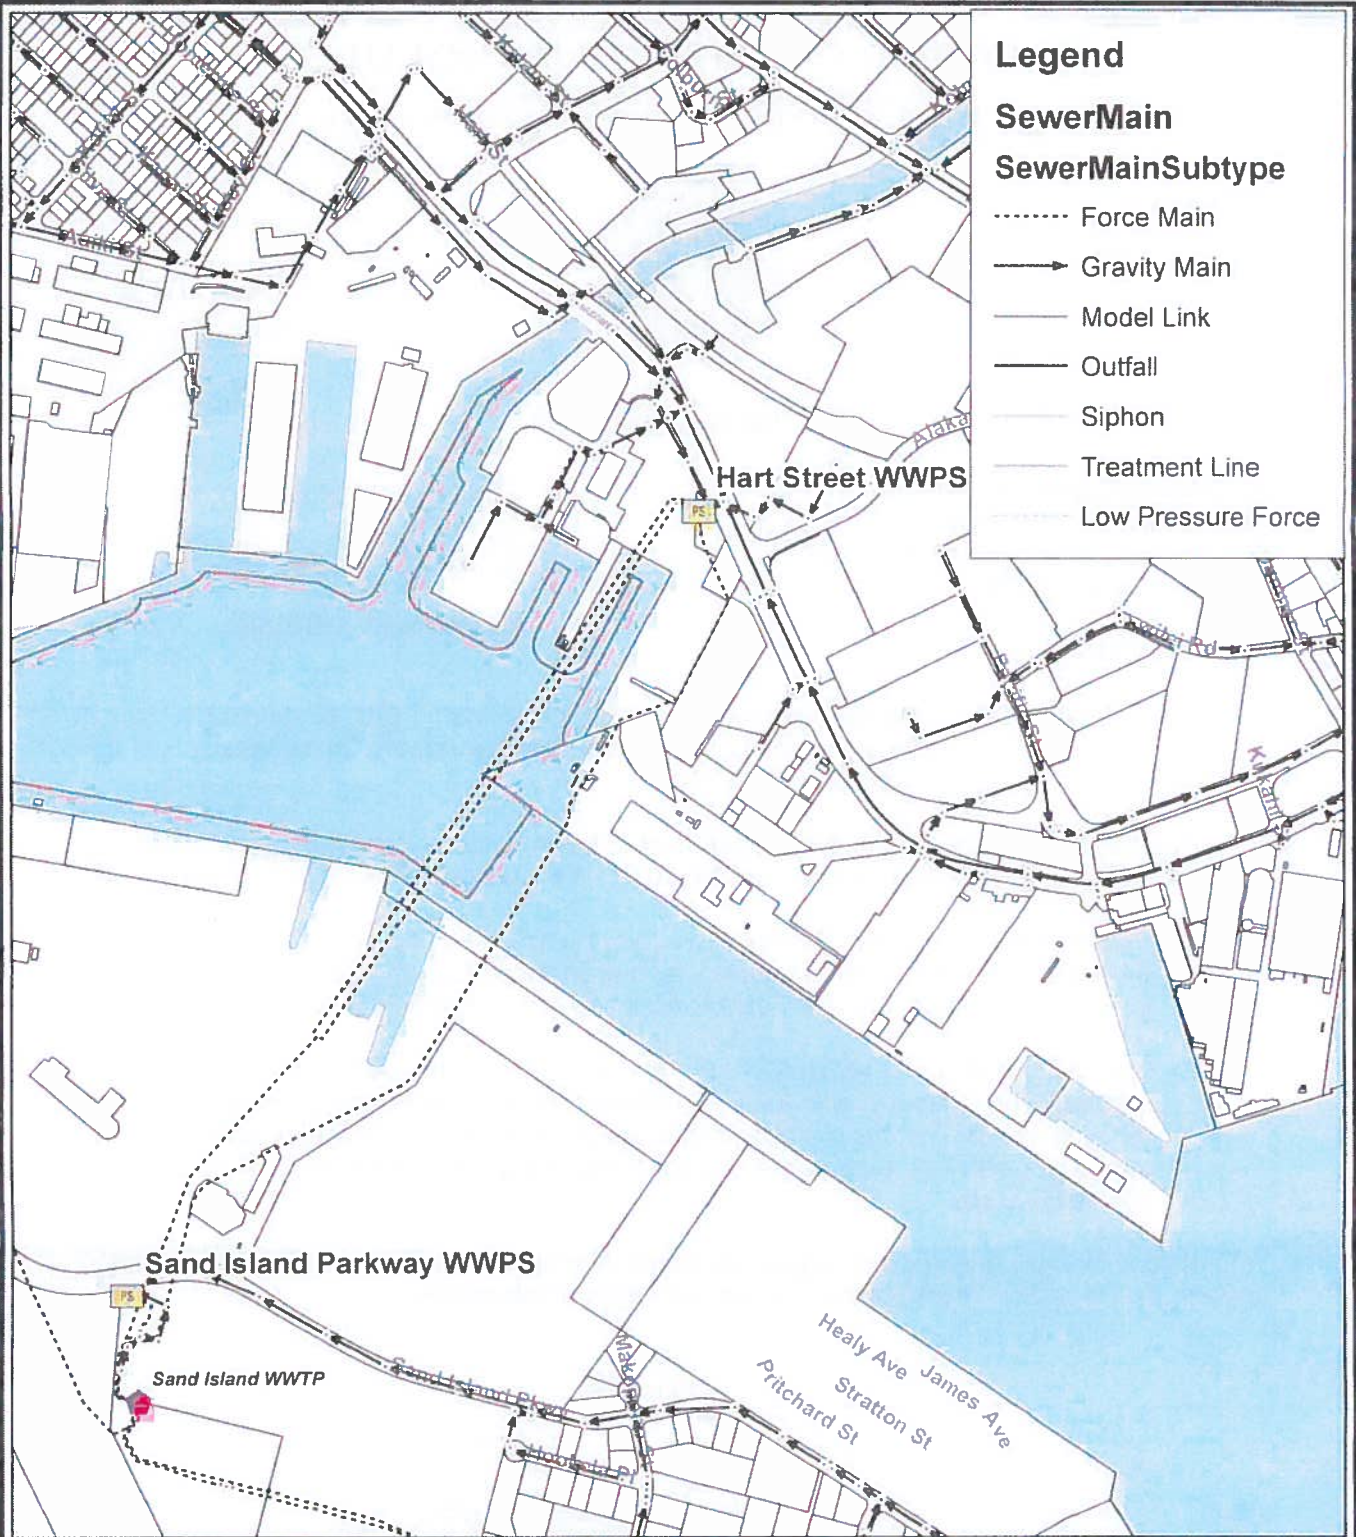 Legend
SewerMain
SewerMainSubtype
Force Main
Gravity Main
Model Link
Outfall
Siphon
Treatment Line
Low Pressure Force
Alaka
Hart Street WWPS
PS
Sand Island Parkway WWPS
PS
Sand Island WWTP
Healy Ave
James Ave
Stratton St
Pritchard St